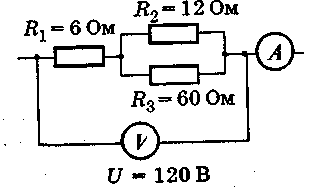 R₂ = 12 Ом
R₁ = 6 Ом
A
R₃ = 60 Ом
V
U = 120 В